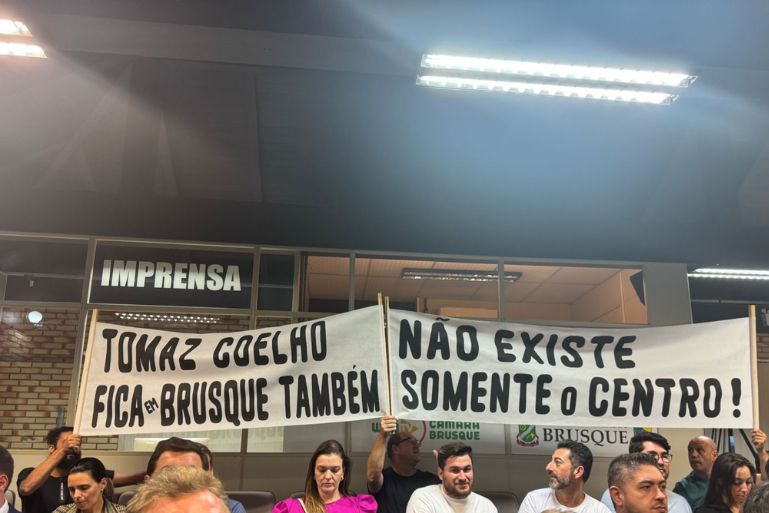 IMPRENSA
TOMAZ COELHO
FICA EM BRUSQUE TAMBÉM
NÃO EXISTE
SOMENTE O CENTRO!
CÂMARA
BRUSQUE
BRUSQUE